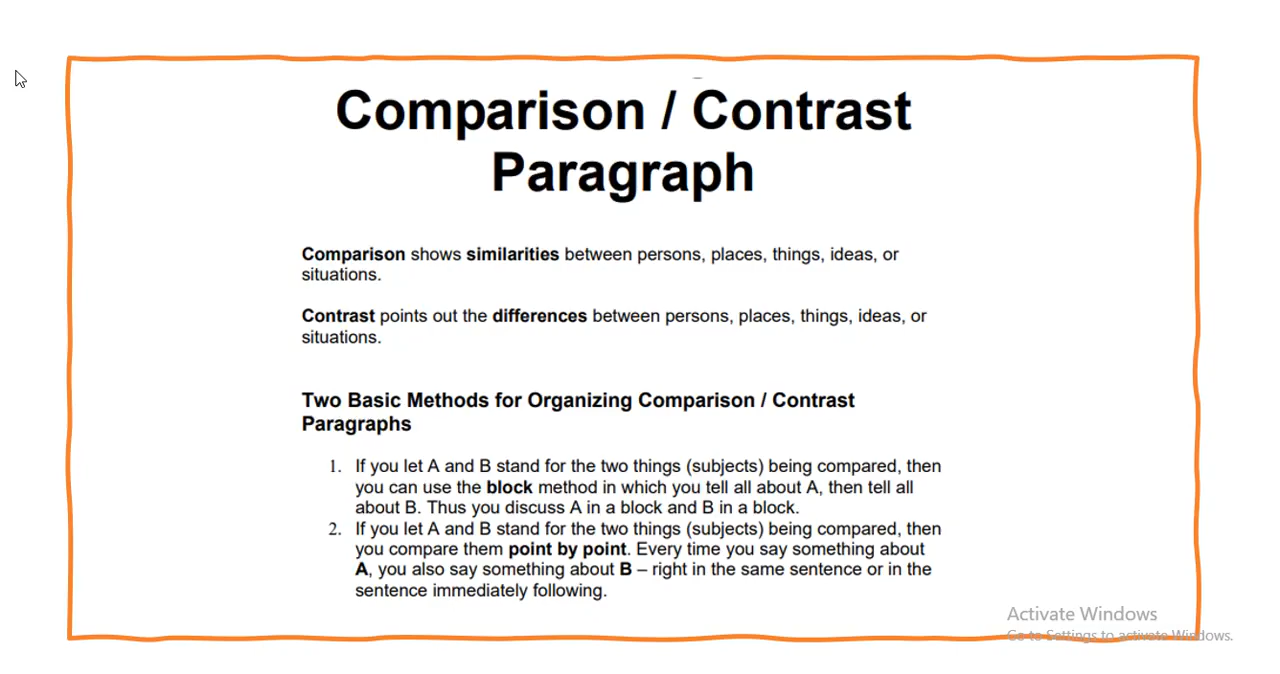 Comparison / Contrast
Paragraph
Comparison shows similarities between persons, places, things, ideas, or
situations.
Contrast points out the differences between persons, places, things, ideas, or
situations.
Two Basic Methods for Organizing Comparison / Contrast
Paragraphs
1. If you let A and B stand for the two things (subjects) being compared, then
you can use the block method in which you tell all about A, then tell all
about B. Thus you discuss A in a block and B in a block.
2. If you let A and B stand for the two things (subjects) being compared, then
you compare them point by point. Every time you say something about
A, you also say something about B – right in the same sentence or in the
sentence immediately following.
Activate Windows
Go to Settings to activate Windows.